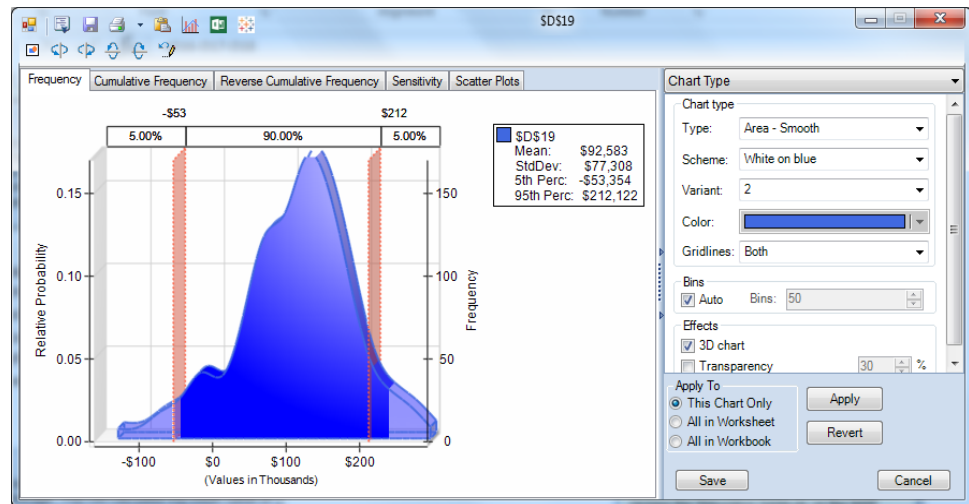 $D$19
X
Frequency
Cumulative Frequency
Reverse Cumulative Frequency
Sensitivity
Scatter Plots
-$53
$212
5.00%
90.00%
5.00%
$D$19
Mean: $92,583
StdDev: $77,308
5th Perc: -$53,354
95th Perc: $212,122
0.15
0.10
0.05
0.00
Relative Probability
150
100
50
0
Frequency
-$100
$0
$100
$200
(Values in Thousands)
Chart Type
Chart type
Type: Area - Smooth
Scheme: White on blue
Variant: 2
Color:
Gridlines: Both
Bins
Auto Bins: 50
Effects
3D chart
Transparency 30 %
Apply To
This Chart Only
All in Worksheet
All in Workbook
Apply
Revert
Save
Cancel